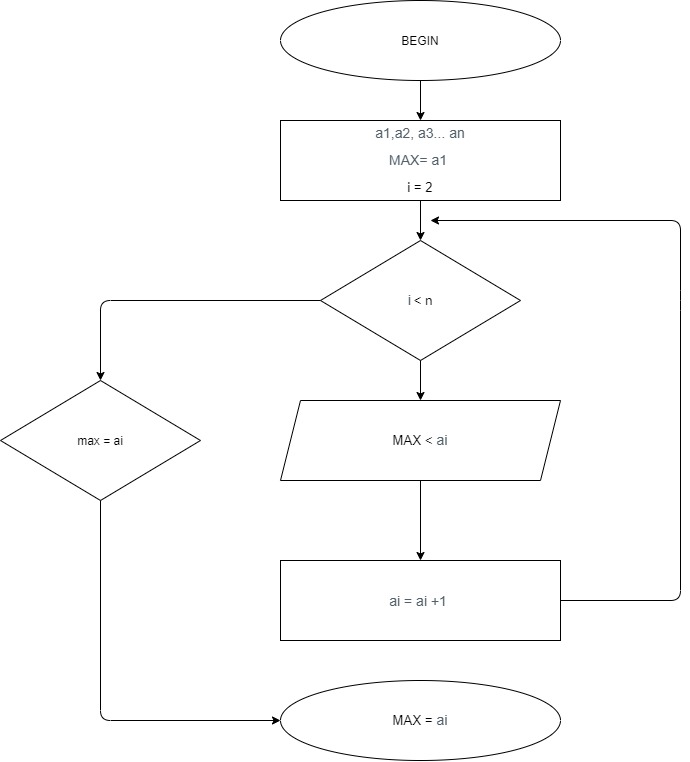 BEGIN
a1,a2, a3... an
MAX= a1
i = 2
i < n
max = ai
MAX < ai
ai = ai +1
MAX = ai